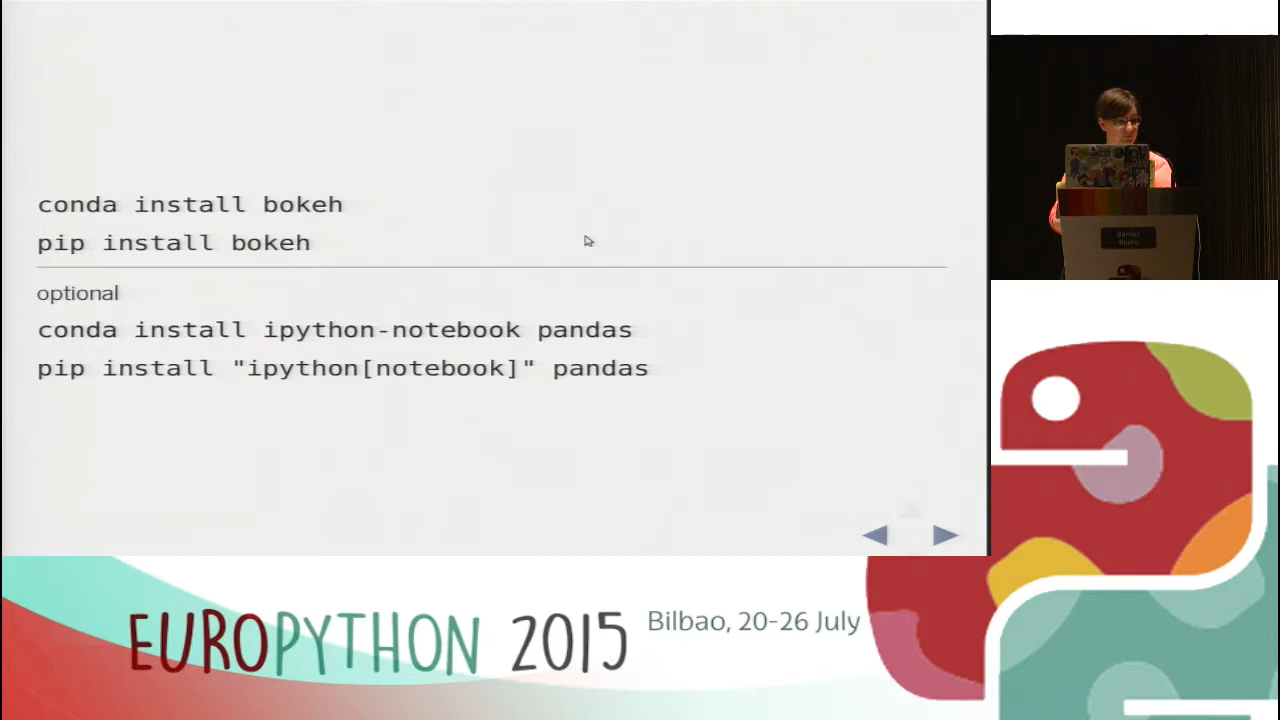 conda install bokeh
pip install bokeh
optional
conda install ipython-notebook pandas
pip install "ipython[notebook]" pandas
EUROPYTHON 2015
Bilbao, 20-26 July